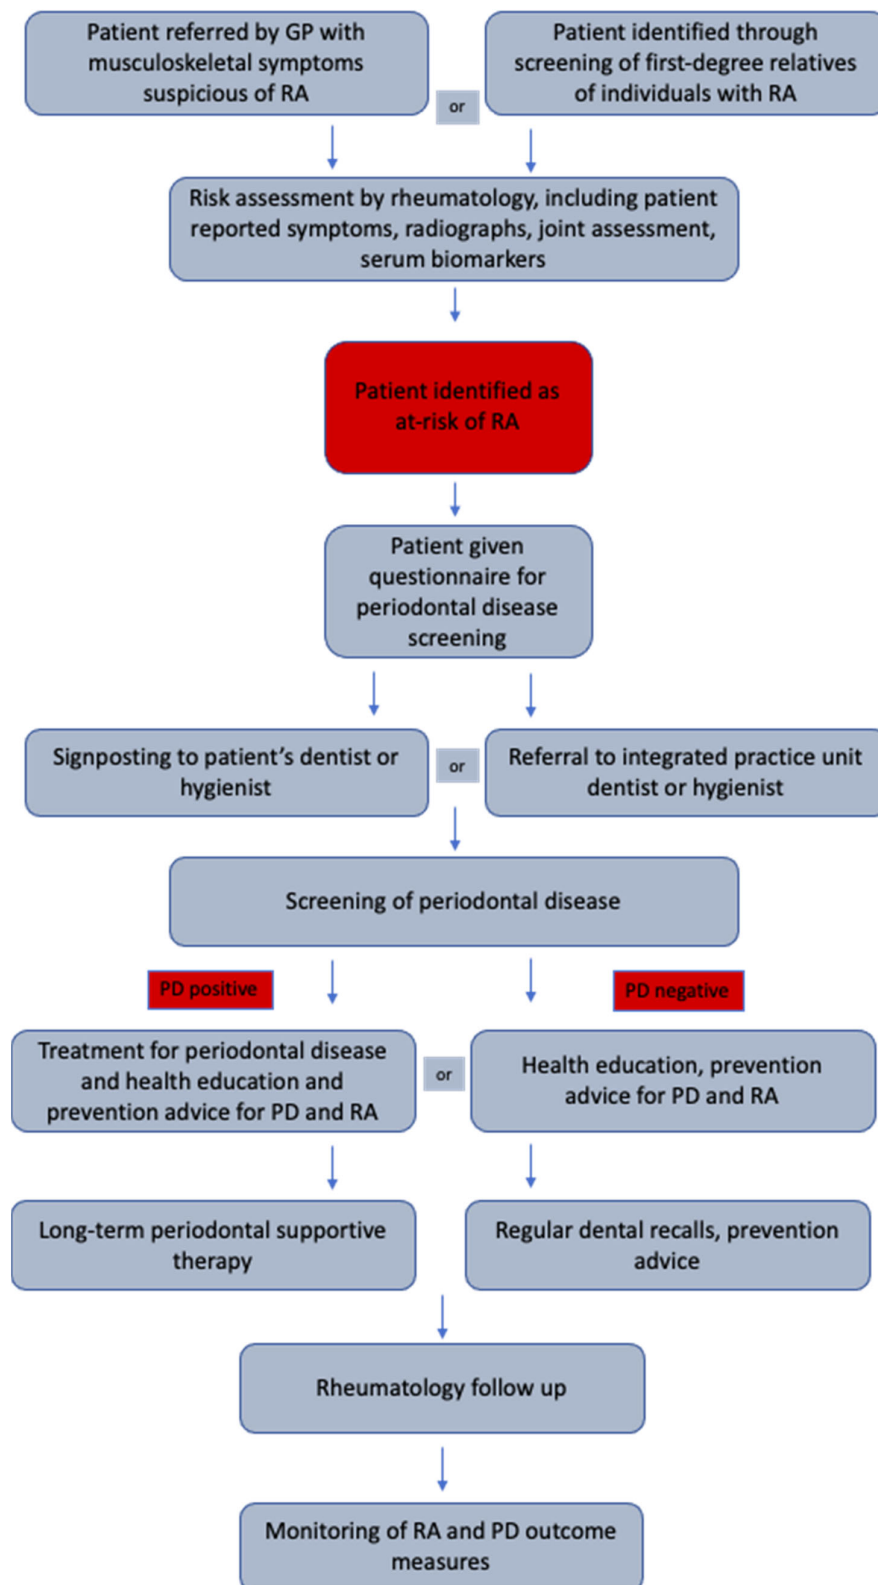 Patient referred by GP with
musculoskeletal symptoms
suspicious of RA
or
Patient identified through
screening of first-degree relatives
of individuals with RA
Risk assessment by rheumatology, including patient
reported symptoms, radiographs, joint assessment,
serum biomarkers
Patient identified as
at-risk of RA
Patient given
questionnaire for
periodontal disease
screening
Signposting to patient's dentist or
hygienist
or
Referral to integrated practice unit
dentist or hygienist
Screening of periodontal disease
PD positive
PD negative
Treatment for periodontal disease
and health education and
prevention advice for PD and RA
or
Health education, prevention
advice for PD and RA
Long-term periodontal supportive
therapy
Regular dental recalls, prevention
advice
Rheumatology follow up
Monitoring of RA and PD outcome
measures